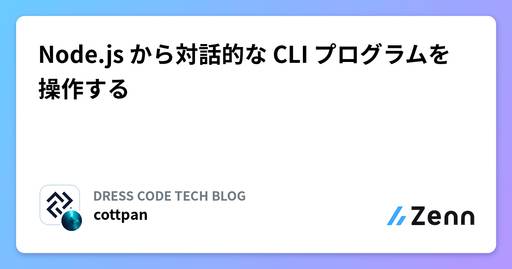 Node.js から対話的な CLI プログラムを
操作する
DRESS CODE TECH BLOG
cottpan
Zenn